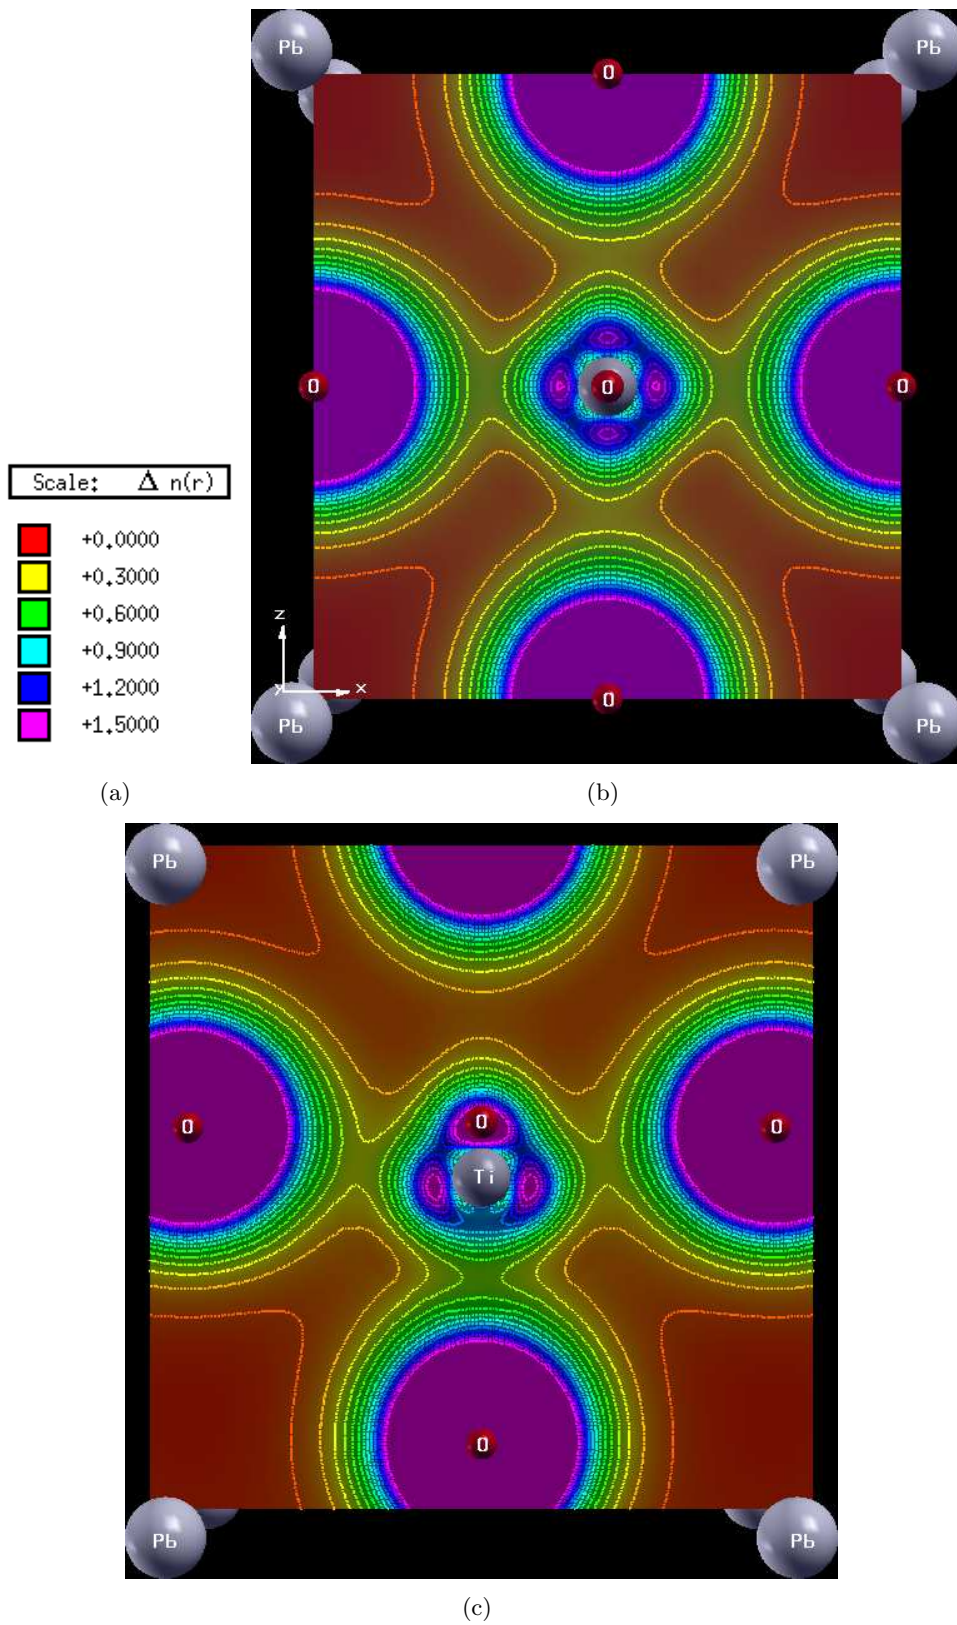 Pb Pb
O
Scale: Δ n(r)
+0.0000
+0.3000
+0.6000
+0.9000
+1.2000
+1.5000
O O O
z
y x
O
Pb Pb
(a) (b)
Pb Pb
O O O
Ti
O
Pb Pb
(c)